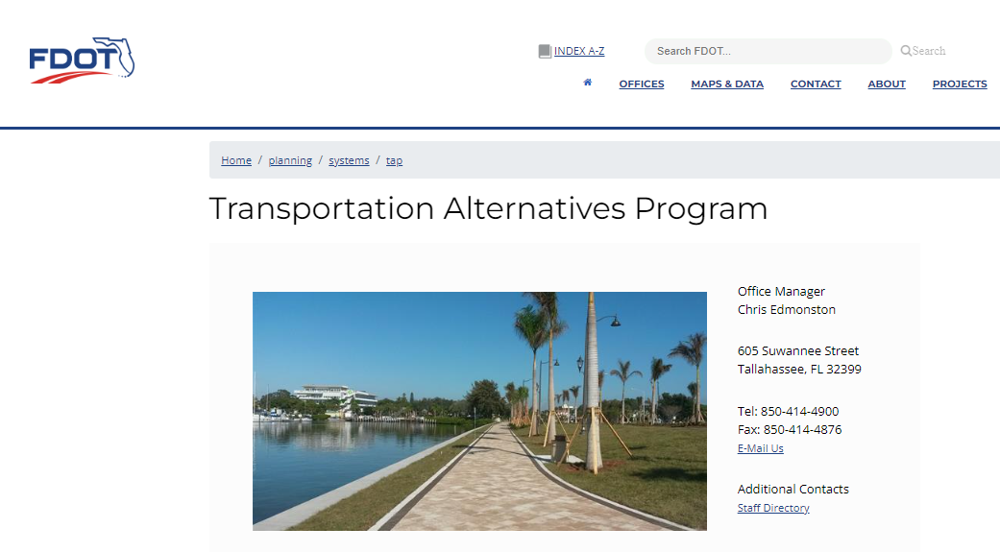 FDOT
INDEX A-Z
Search FDOT...
Search
OFFICES
MAPS & DATA
CONTACT
ABOUT
PROJECTS
Home / planning / systems / tap
Transportation Alternatives Program
Office Manager
Chris Edmonston
605 Suwannee Street
Tallahassee, FL 32399
Tel: 850-414-4900
Fax: 850-414-4876
E-Mail Us
Additional Contacts
Staff Directory